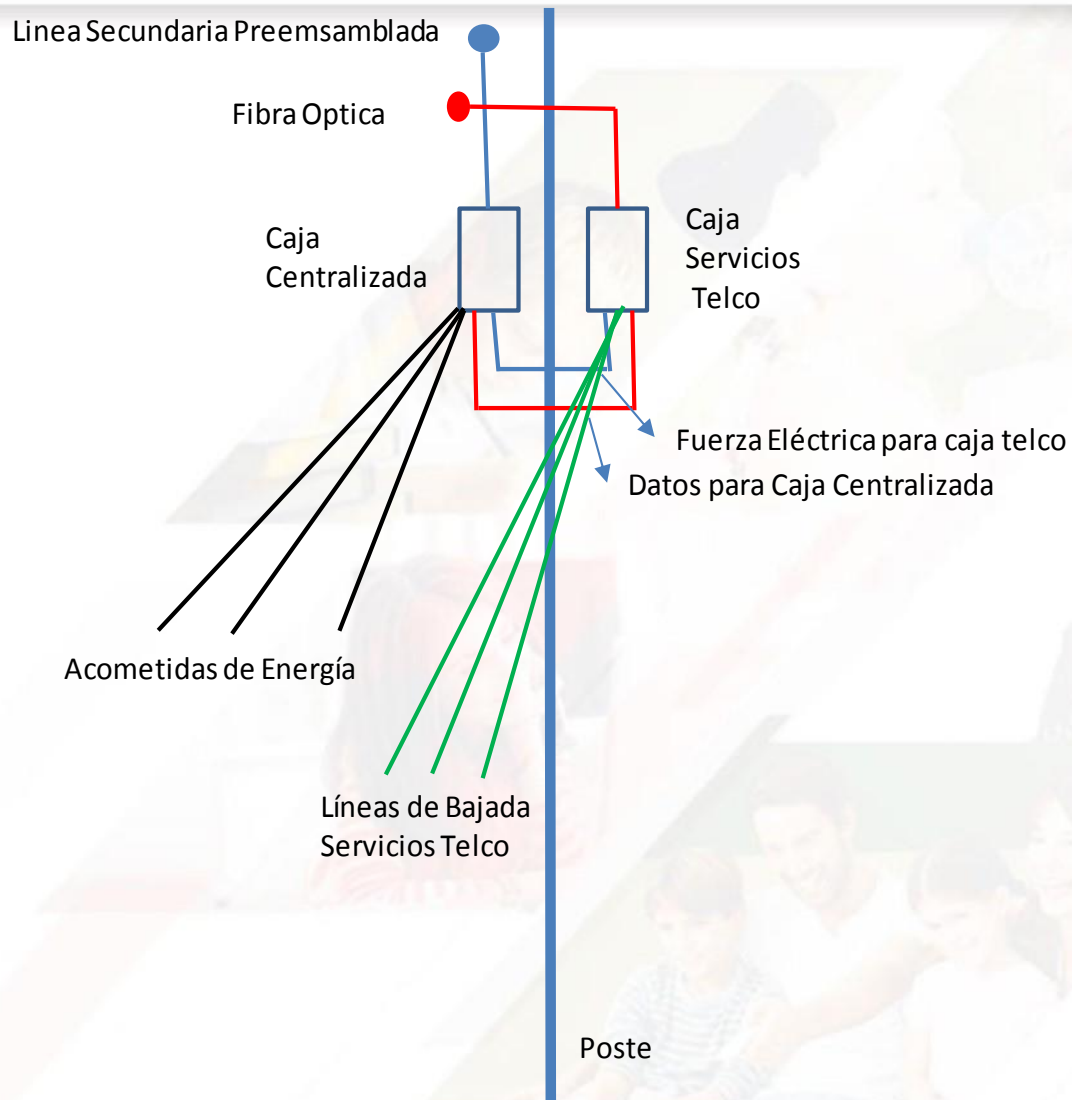 Linea Secundaria Preemsamblada
Fibra Optica
Caja
Centralizada
Caja
Servicios
Telco
Fuerza Eléctrica para caja telco
Datos para Caja Centralizada
Acometidas de Energía
Líneas de Bajada
Servicios Telco
Poste